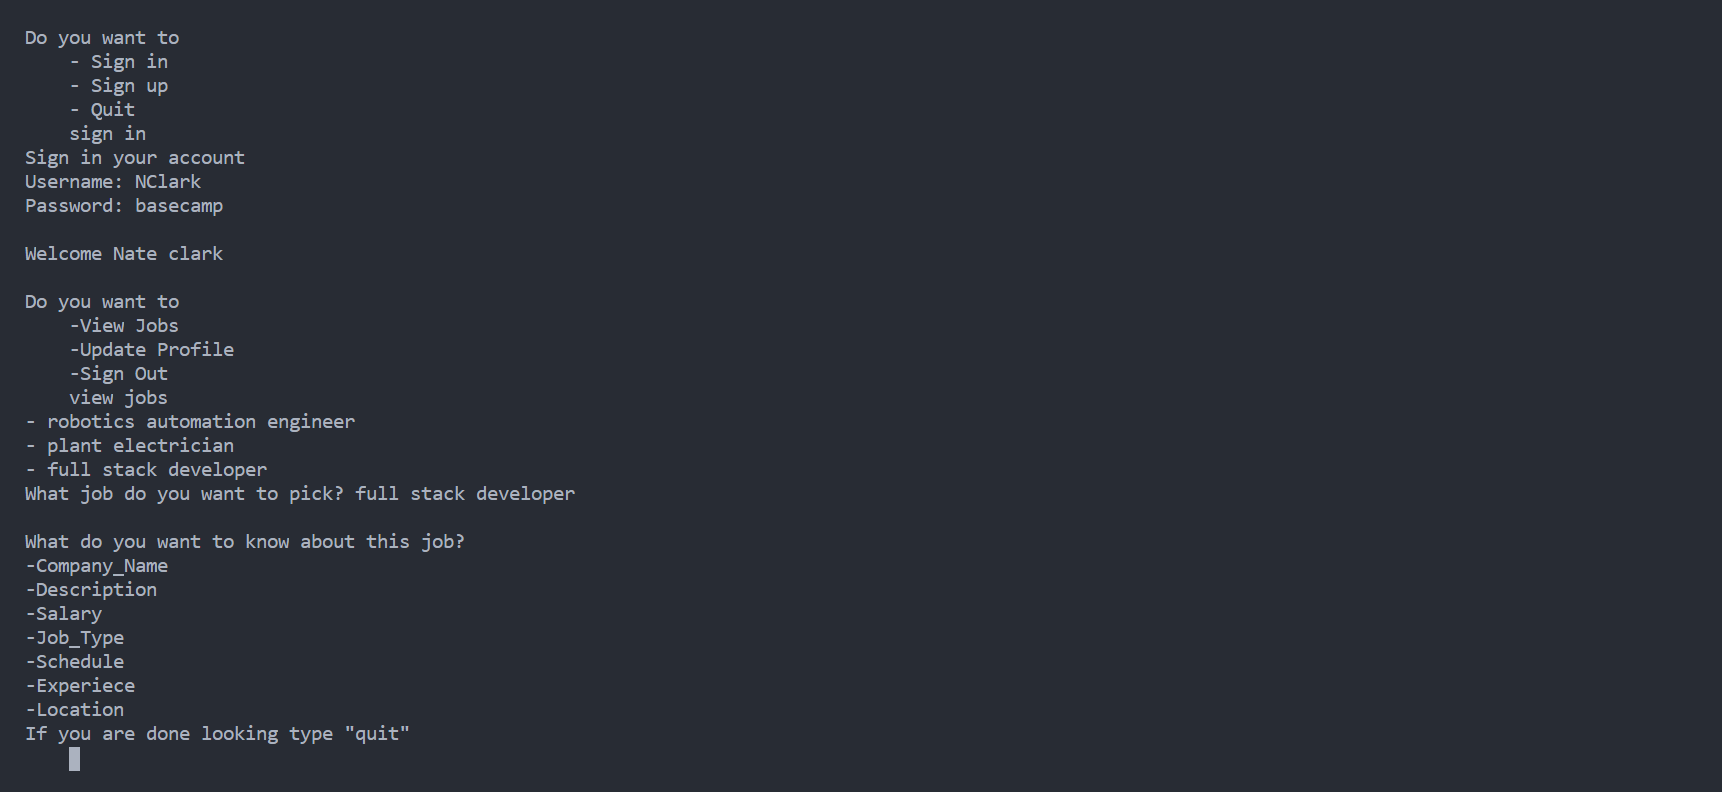 Do you want to
- Sign in
- Sign up
- Quit
sign in
Sign in your account
Username: NClark
Password: basecamp
Welcome Nate clark
Do you want to
-View Jobs
-Update Profile
-Sign Out
view jobs
- robotics automation engineer
- plant electrician
- full stack developer
What job do you want to pick? full stack developer
What do you want to know about this job?
-Company_Name
-Description
-Salary
-Job_Type
-Schedule
-Experiece
-Location
If you are done looking type "quit"